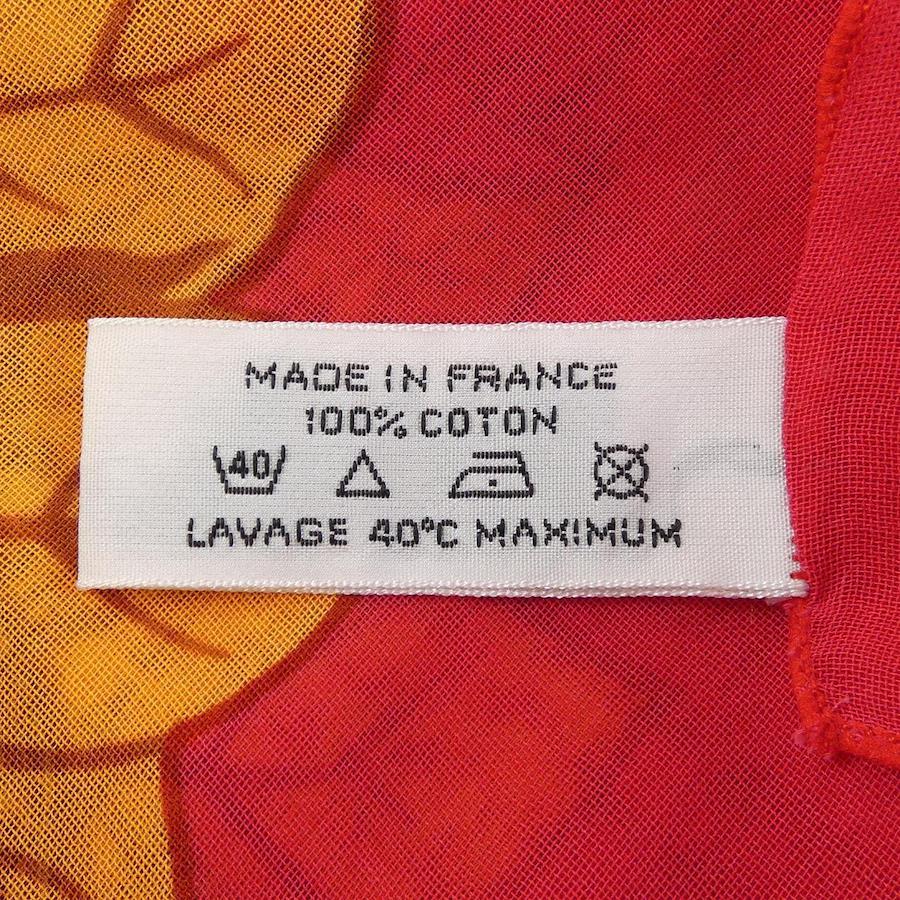 MADE IN FRANCE
100% COTON
40
LAVAGE 40°C MAXIMUM